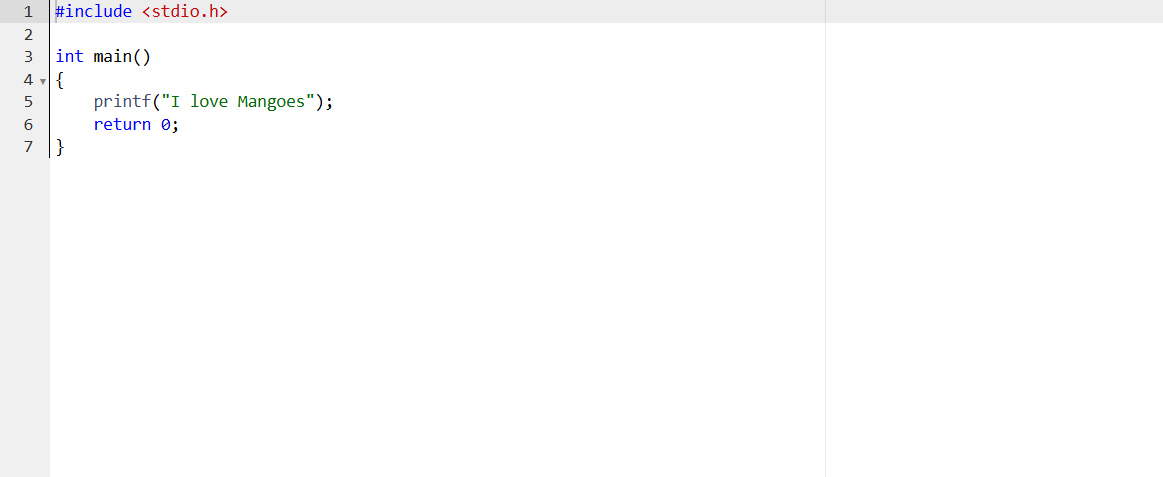 1 #include <stdio.h>
2
3 int main()
4 {
5     printf("I love Mangoes");
6     return 0;
7 }